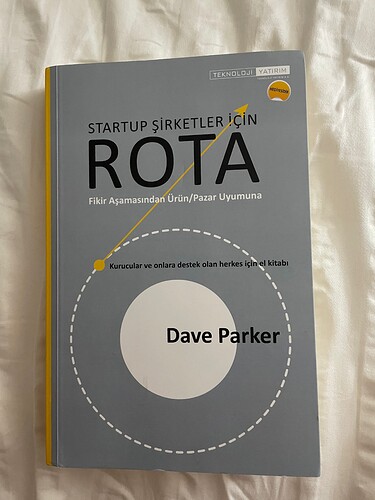 TEKNOLOJİ YATIRIM
STARTUP ŞİRKETLER İÇİN
ROTA
Fikir Aşamasından Ürün/Pazar Uyumuna
Kurucular ve onlara destek olan herkes için el kitabı
Dave Parker